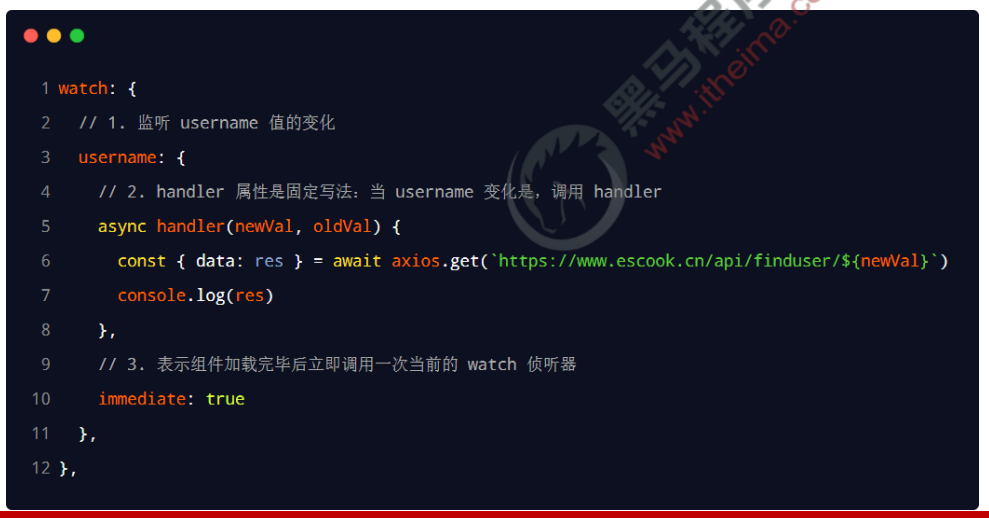 黑马程序
www.itheima.co
1 watch: {
2 // 1. 监听 username 值的变化
3 username: {
4 // 2. handler 属性是固定写法: 当 username 变化是, 调用 handler
5 async handler(newVal, oldVal) {
6 const { data: res } = await axios.get(`https://www.escook.cn/api/finduser/${newVal}`)
7 console.log(res)
8 },
9 // 3. 表示组件加载完毕后立即调用一次当前的 watch 侦听器
10 immediate: true
11 },
12 },